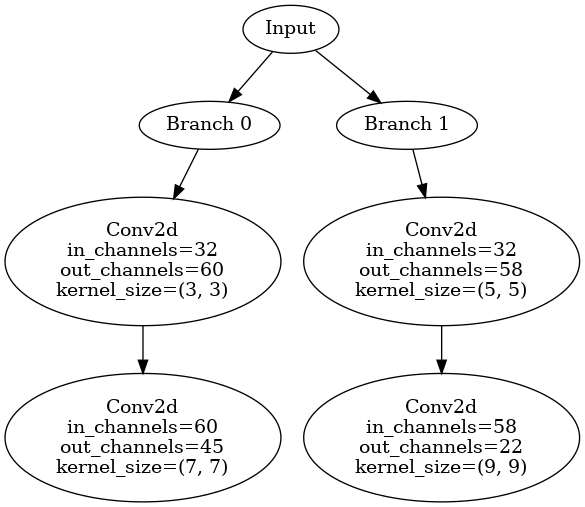 Input
Branch 0
Branch 1
Conv2d
in_channels=32
out_channels=60
kernel_size=(3, 3)
Conv2d
in_channels=32
out_channels=58
kernel_size=(5, 5)
Conv2d
in_channels=60
out_channels=45
kernel_size=(7, 7)
Conv2d
in_channels=58
out_channels=22
kernel_size=(9, 9)